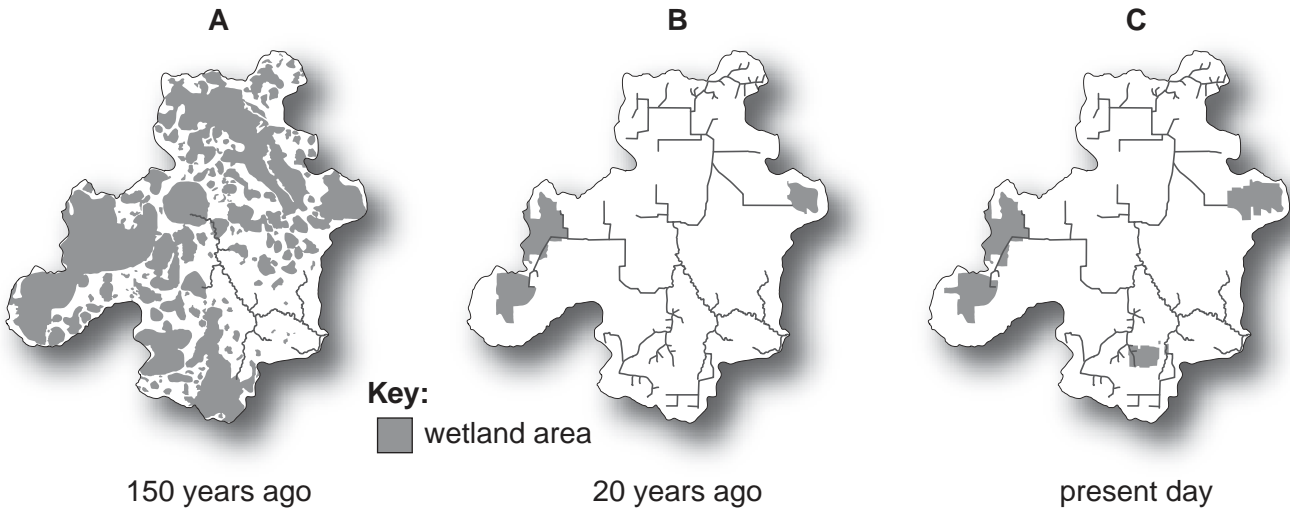 A
B
C
Key:
wetland area
150 years ago
20 years ago
present day